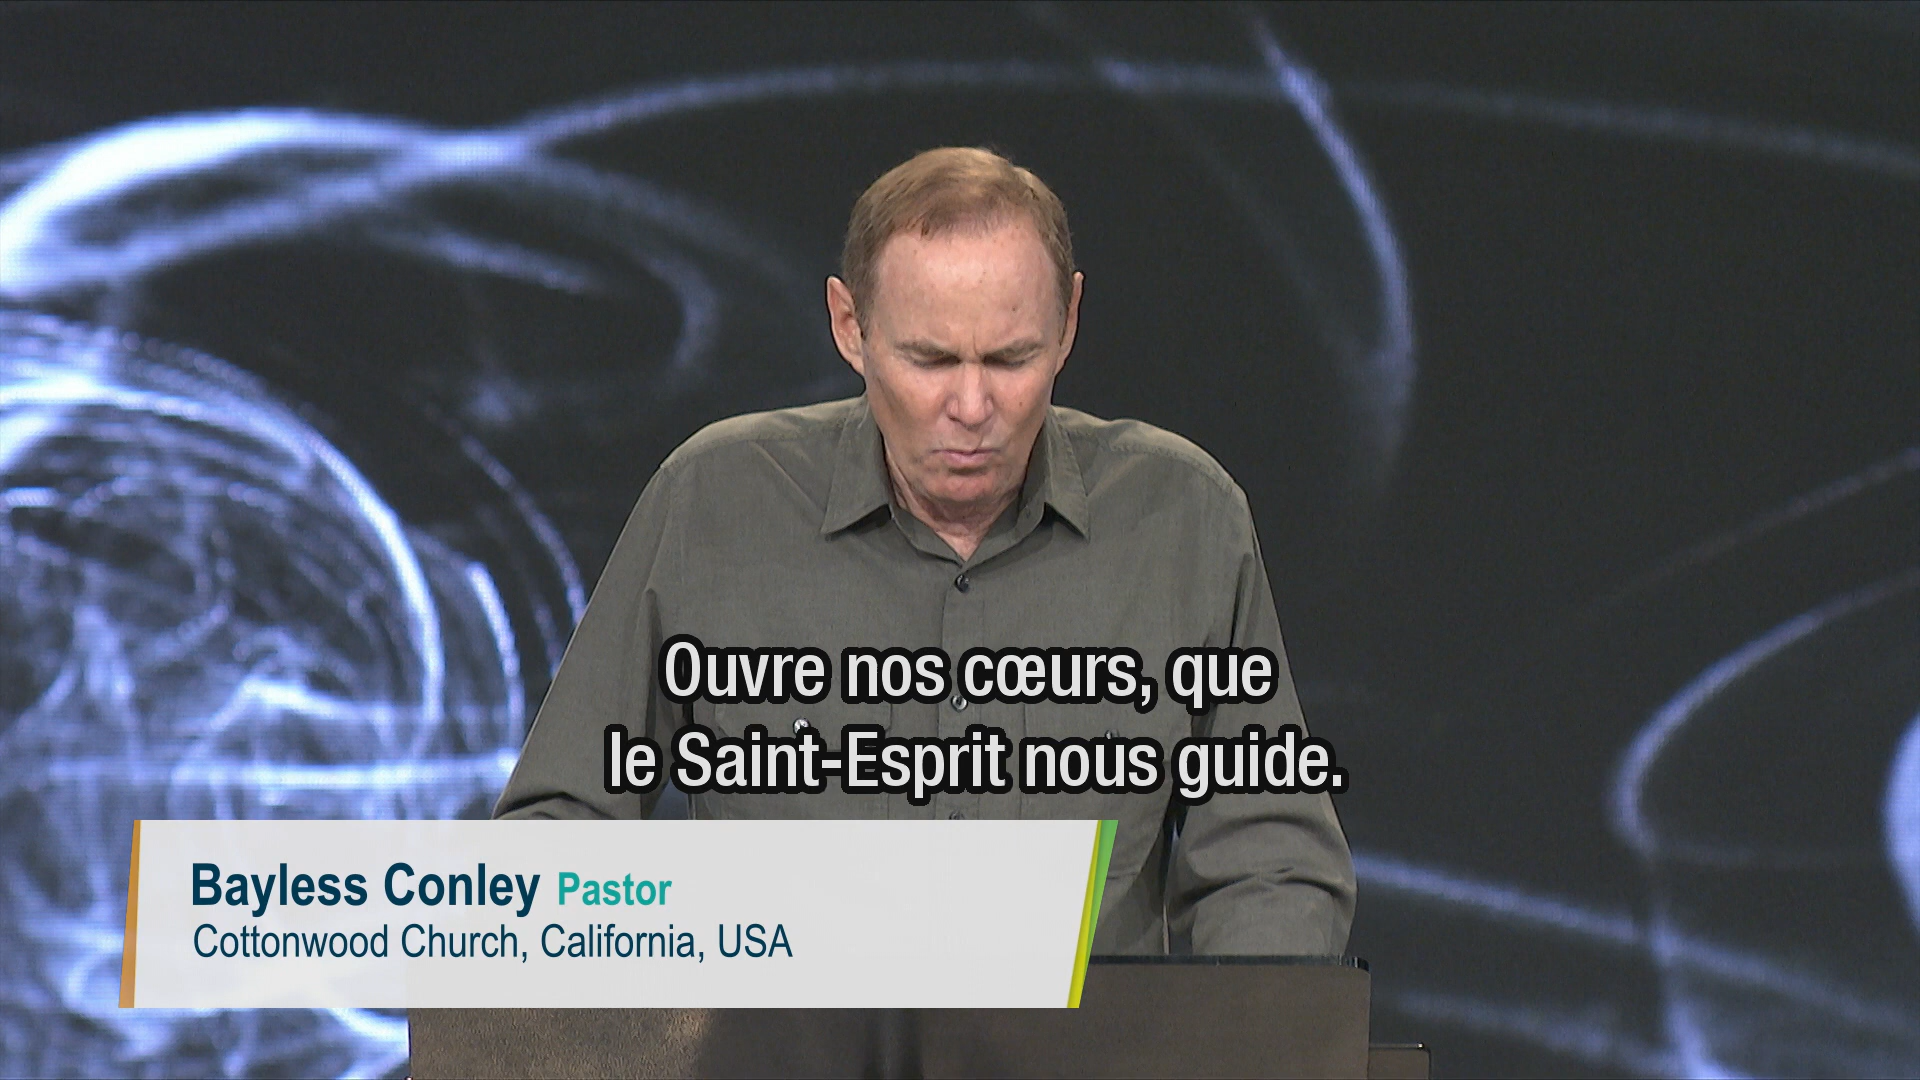 Ouvre nos cœurs, que
le Saint-Esprit nous guide.
Bayless Conley Pastor
Cottonwood Church, California, USA